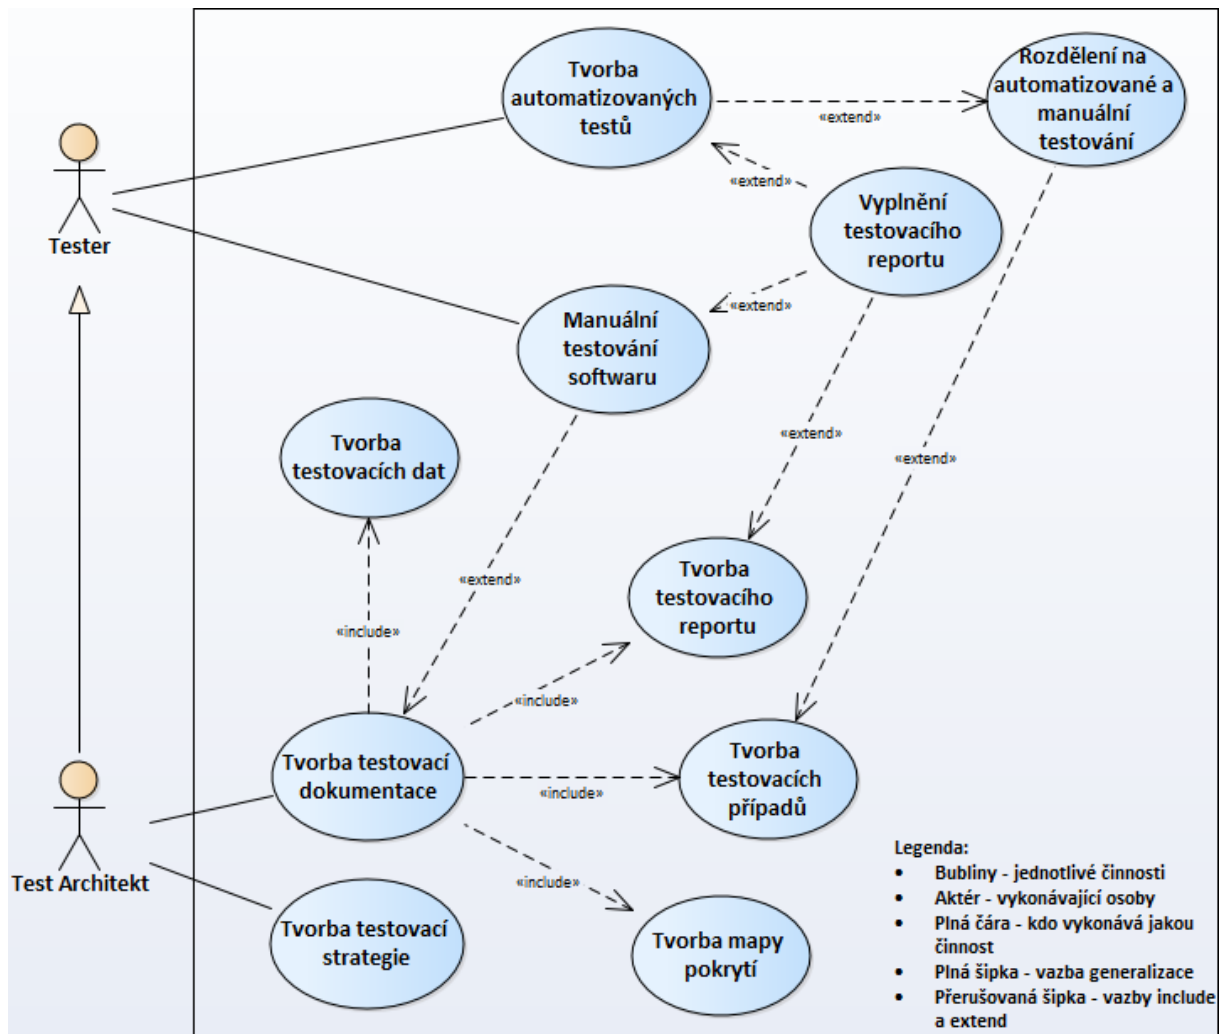 Tvorba
automatizovaných
testů
Rozdělení na
automatizované a
manuální
testování
«extend»
«extend»
Vyplnění
testovacího
reportu
Tester
«extend»
Manuální
testování
softwaru
Tvorba
testovacích dat
«extend»
«extend»
«extend»
Tvorba
testovacího
reportu
«include»
«include»
Tvorba testovací
dokumentace
Tvorba
testovacích
případů
«include»
Test Architekt
«include»
Tvorba testovací
strategie
Tvorba mapy
pokrytí
Legenda:
• Bubliny - jednotlivé činnosti
• Aktér - vykonávající osoby
• Plná čára - kdo vykonává jakou
činnost
• Plná šipka - vazba generalizace
• Přerušovaná šipka - vazby include
a extend